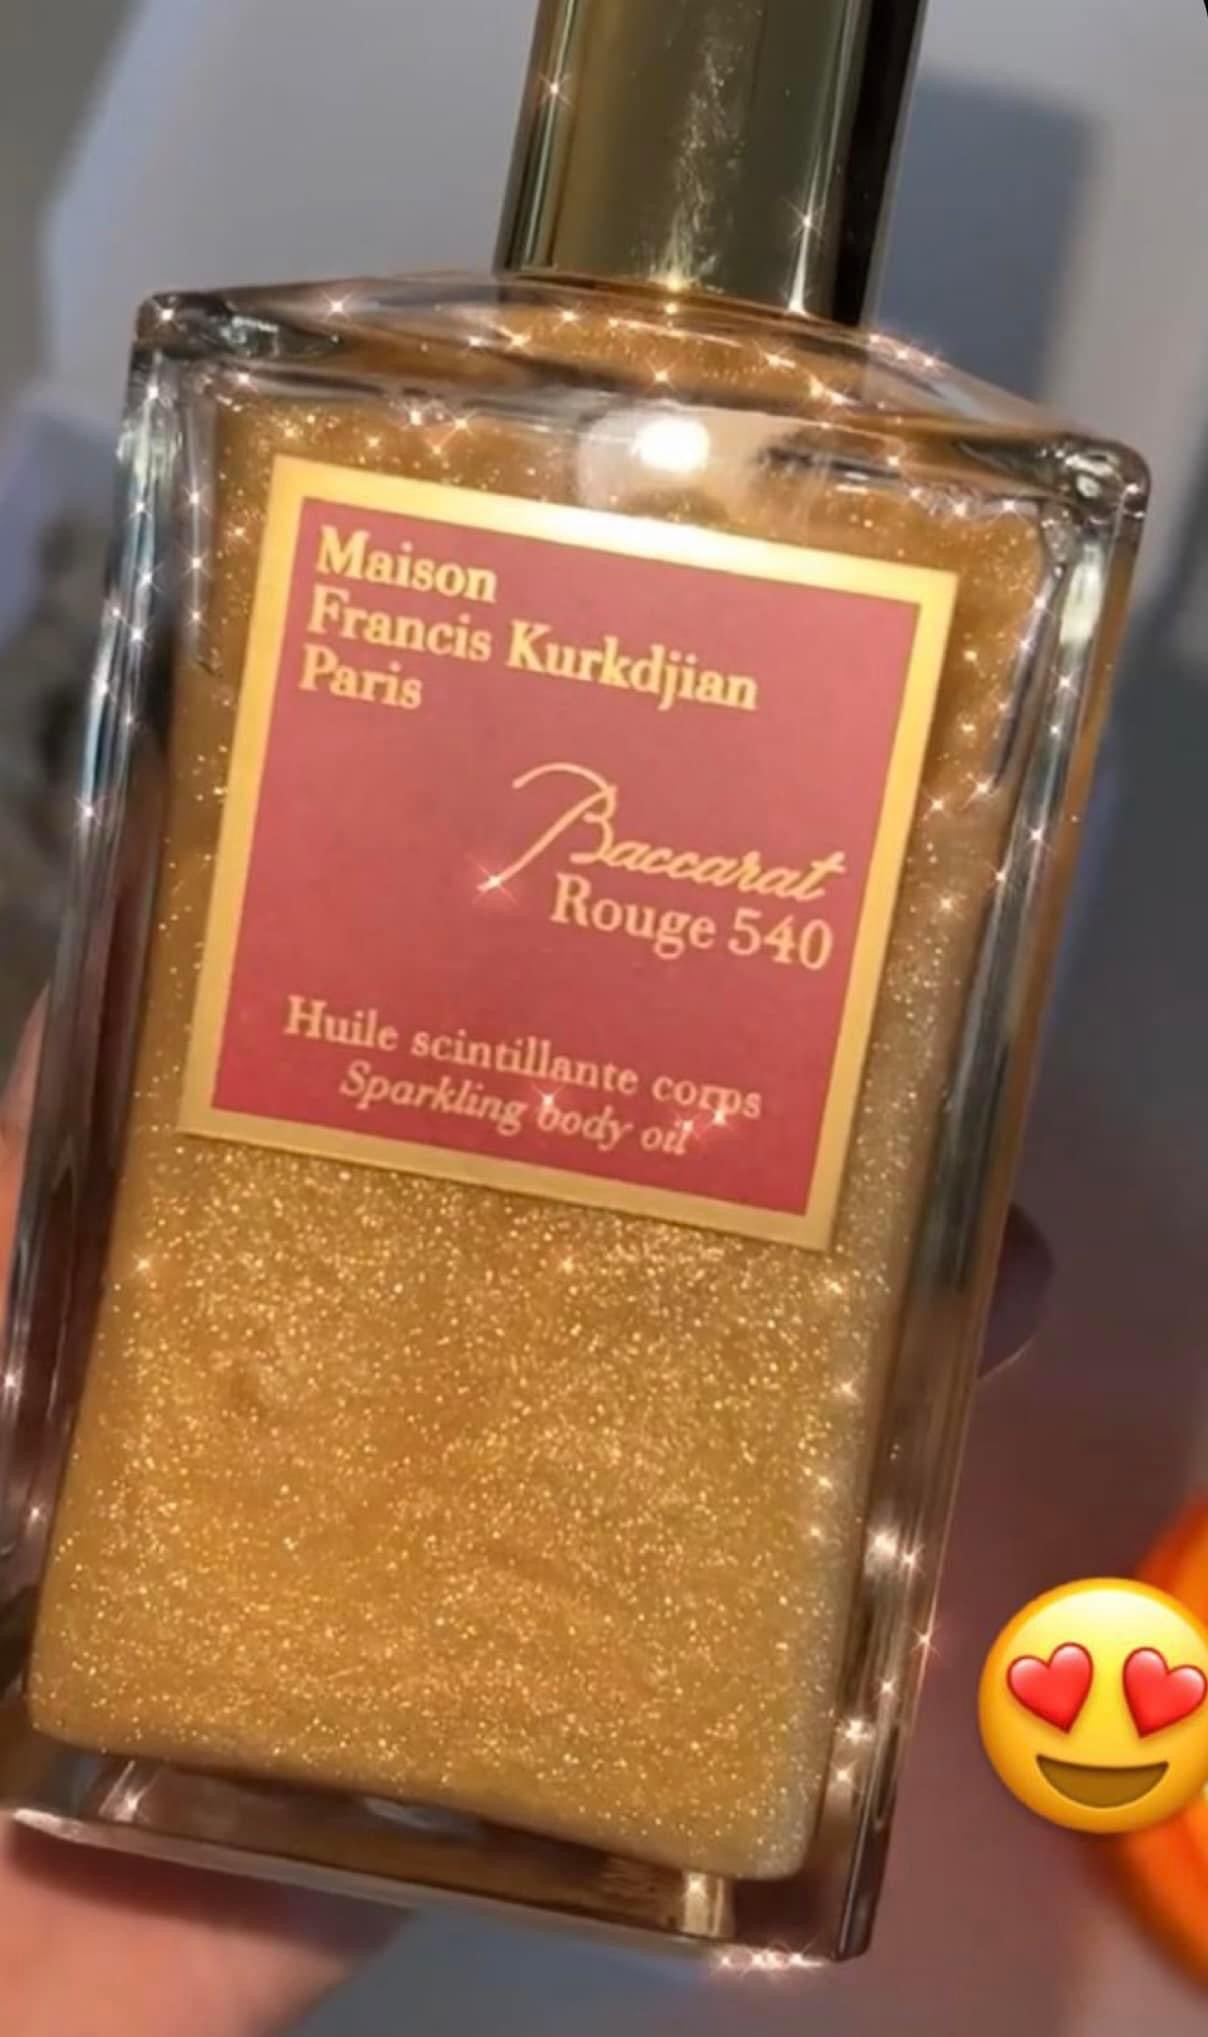 Maison
Francis Kurkdjian
Paris
Baccarat
Rouge 540
Huile scintillante corps
Sparkling body oil